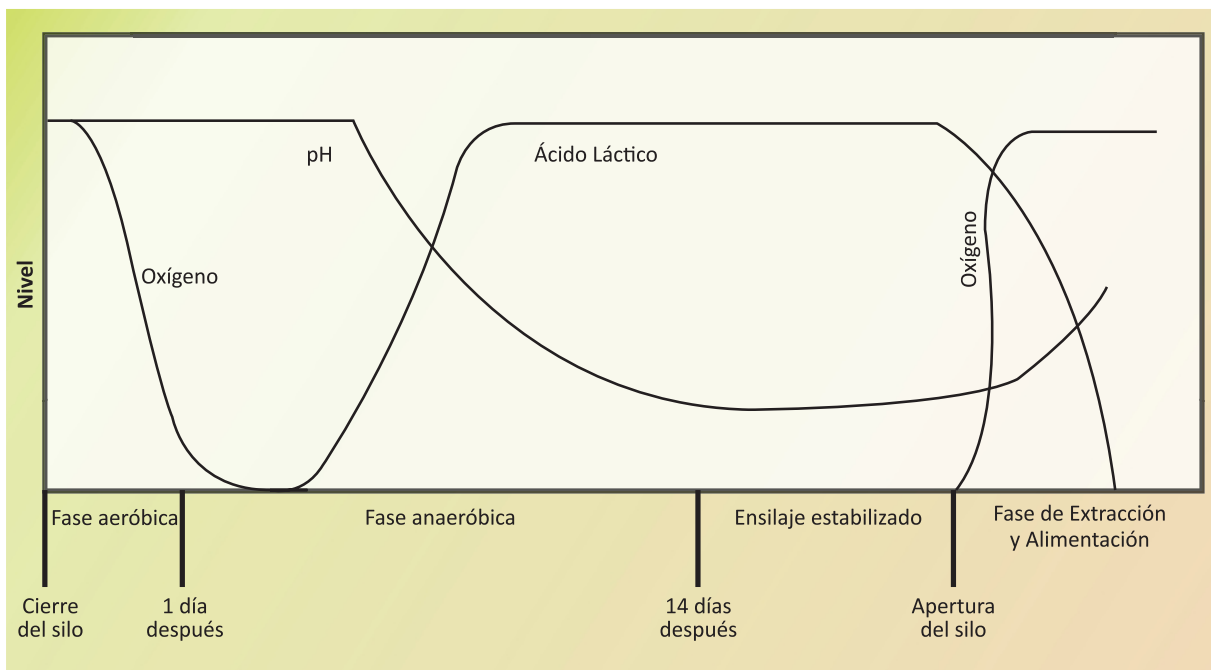 Nivel
pH
Ácido Láctico
Oxígeno
Oxígeno
Fase aeróbica
Fase anaeróbica
Ensilaje estabilizado
Fase de Extracción
y Alimentación
Cierre
del silo
1 día
después
14 días
después
Apertura
del silo